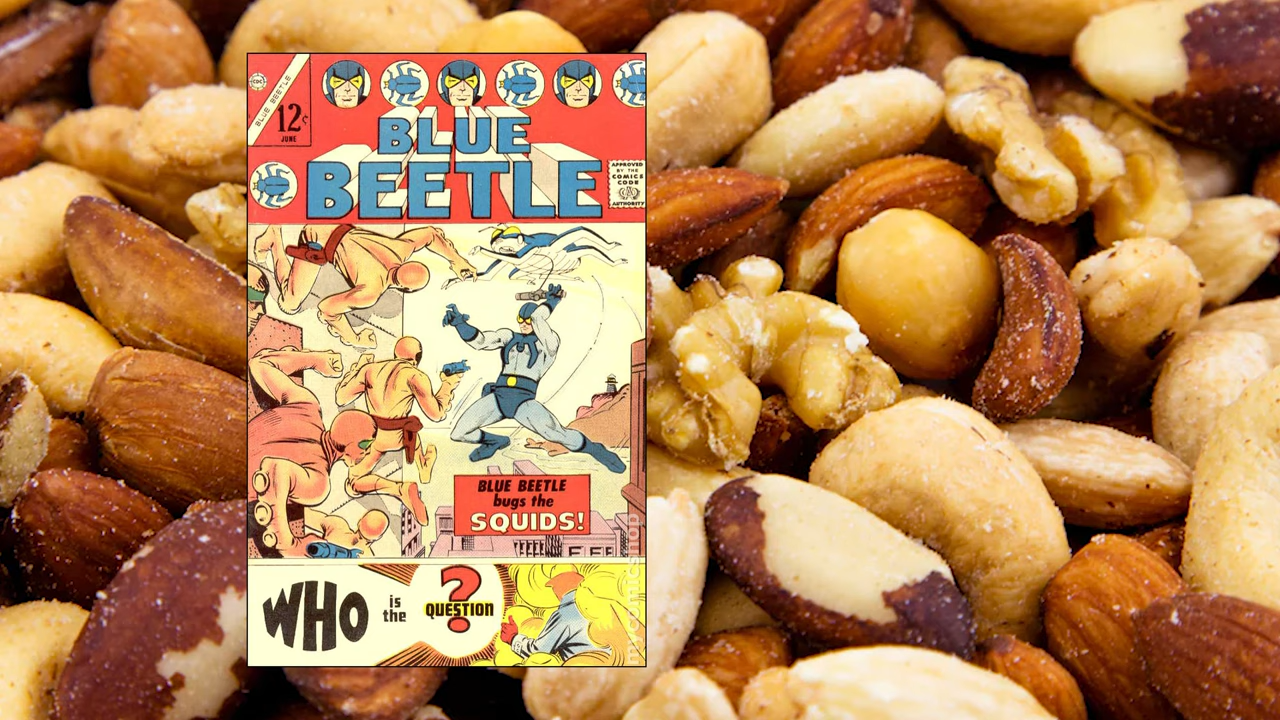 CDC
BLUE BEETLE
12¢
JUNE
BLUE
BEETLE
APPROVED
BY THE
COMICS
CODE
AUTHORITY
BLUE BEETLE
bugs the
SQUIDS!
WHO is the ? QUESTION
mycomicshop